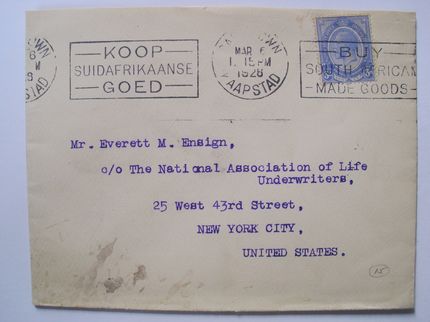 KOOP
SUIDAFRIKAANSE
GOED
MAR 6
1. 15 PM
1928
KAAPSTAD
BUY
SOUTH AFRICAN
MADE GOODS
Mr. Everett M. Ensign,
c/o The National Association of Life
Underwriters,
25 West 43rd Street,
NEW YORK CITY,
UNITED STATES.